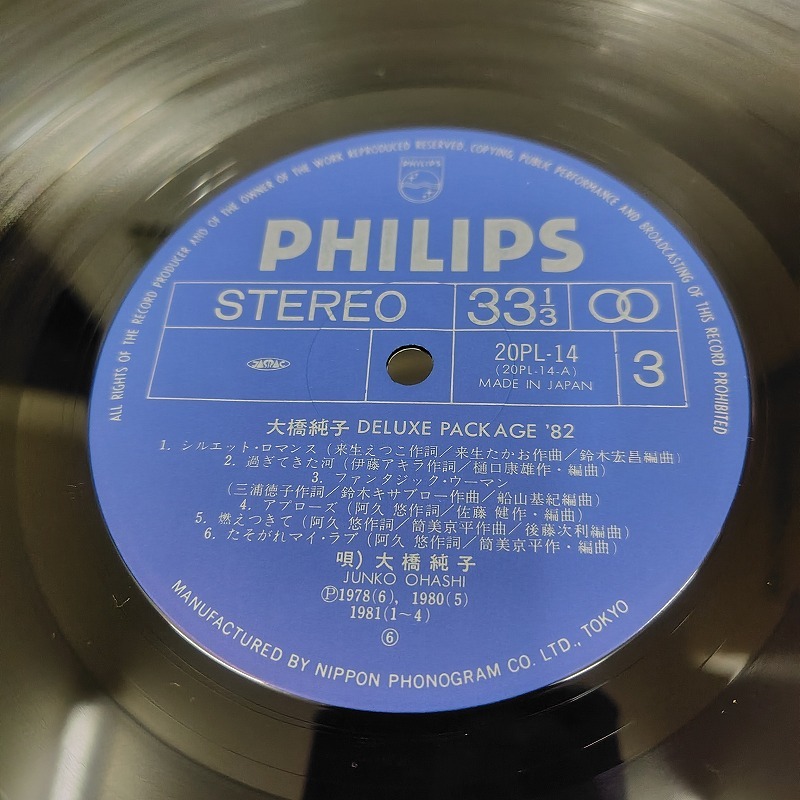 ALL RIGHTS OF THE RECORD PRODUCER AND OF THE OWNER OF THE WORK REPRODUCED RESERVED. COPYING, PUBLIC PERFORMANCE AND BROADCASTING OF THIS RECORD PROHIBITED
PHILIPS
PHILIPS
STEREO 33 1/3
JASRAC 20PL-14 3
(20PL-14-A)
MADE IN JAPAN
大橋純子 DELUXE PACKAGE '82
1. シルエット・ロマンス (来生えつこ作詞/来生たかお作曲/鈴木宏昌編曲)
2. 過ぎてきた河 (伊藤アキラ作詞/樋口康雄作・編曲)
3. ファンタジック・ウーマン
(三浦徳子作詞/鈴木キサブロー作曲/船山基紀編曲)
4. アプローズ (阿久 悠作詞/佐藤 健作・編曲)
5. 燃えつきて (阿久 悠作詞/筒美京平作曲/後藤次利編曲)
6. たそがれマイ・ラブ (阿久 悠作詞/筒美京平作・編曲)
唄) 大橋純子
JUNKO OHASHI
Ⓟ1978(6), 1980(5)
1981(1~4)
⑥
MANUFACTURED BY NIPPON PHONOGRAM CO. LTD., TOKYO